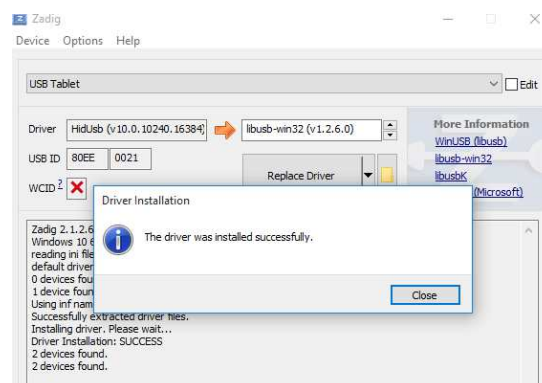 Zadig
Device Options Help
USB Tablet
Edit
Driver HidUsb (v10.0.10240.16384) libusb-win32 (v1.2.6.0)
More Information
WinUSB (libusb)
USB ID 80EE 0021
libusb-win32
Replace Driver
libusbK
WCID ?
(Microsoft)
Driver Installation
The driver was installed successfully.
Close
Zadig 2.1.2.6
Windows 10 6
reading ini file
default driver
0 devices fou
1 device foun
Using inf nam
Successfully extracted driver files.
Installing driver. Please wait...
Driver Installation: SUCCESS
2 devices found.
2 devices found.